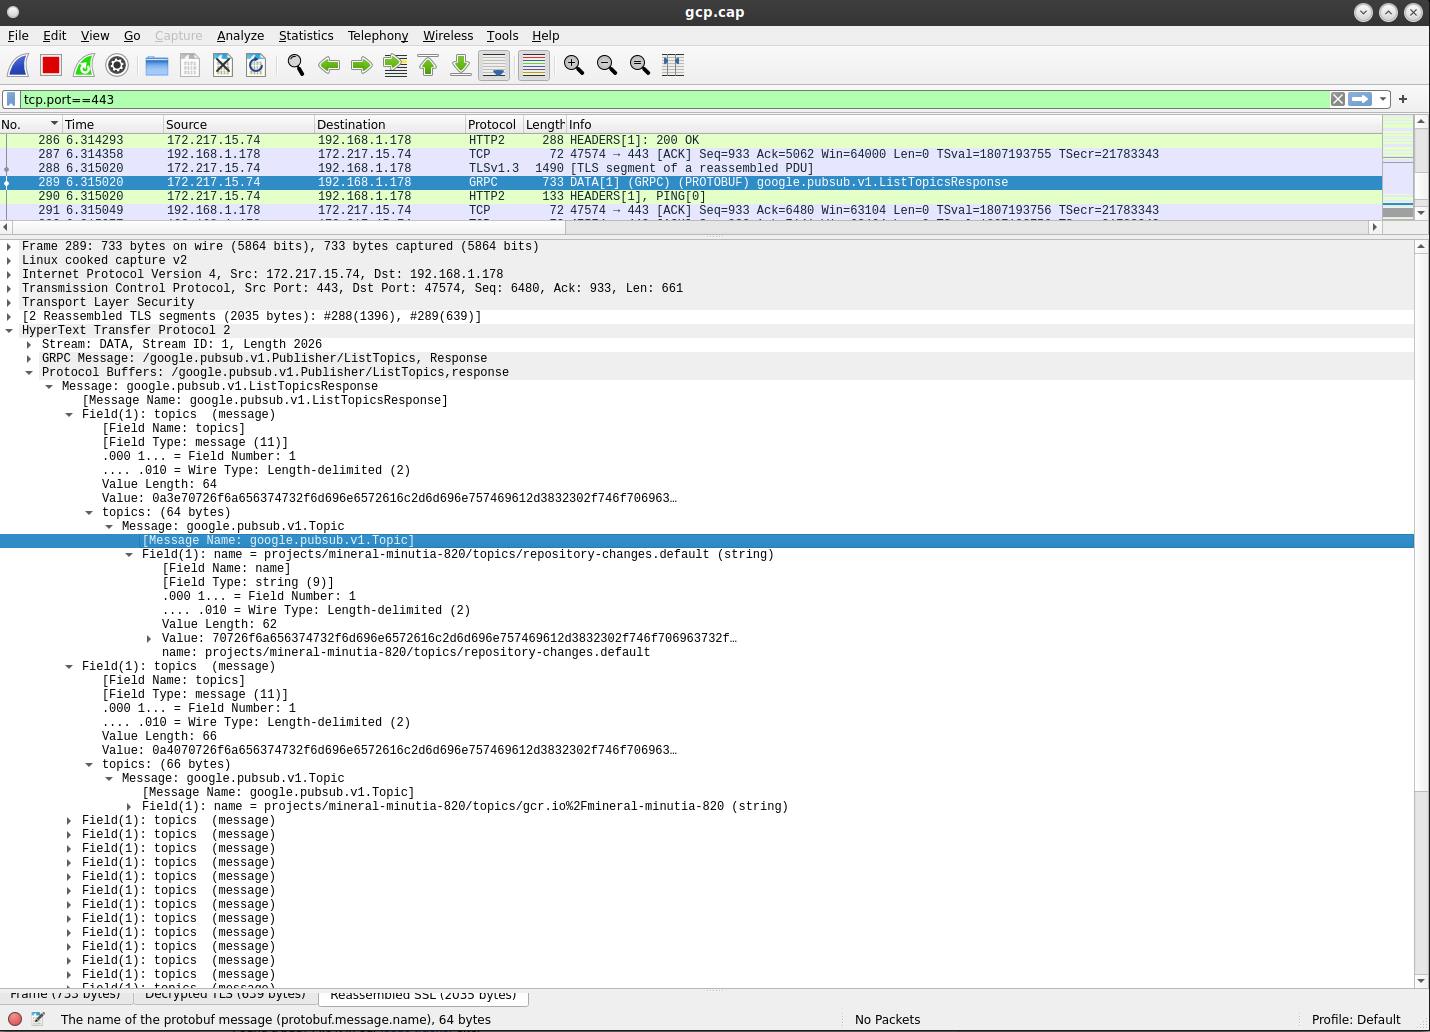 gcp.cap
File Edit View Go Capture Analyze Statistics Telephony Wireless Tools Help
tcp.port==443
No. Time Source Destination Protocol Length Info
286 6.314293 172.217.15.74 192.168.1.178 HTTP2 288 HEADERS[1]: 200 OK
287 6.314358 192.168.1.178 172.217.15.74 TCP 72 47574 → 443 [ACK] Seq=933 Ack=5062 Win=64000 Len=0 TSval=1807193755 TSecr=21783343
288 6.315020 172.217.15.74 192.168.1.178 TLSv1.3 1490 [TLS segment of a reassembled PDU]
289 6.315020 172.217.15.74 192.168.1.178 GRPC 733 DATA[1] (GRPC) (PROTOBUF) google.pubsub.v1.ListTopicsResponse
290 6.315020 172.217.15.74 192.168.1.178 HTTP2 133 HEADERS[1], PING[0]
291 6.315049 192.168.1.178 172.217.15.74 TCP 72 47574 → 443 [ACK] Seq=933 Ack=6480 Win=63104 Len=0 TSval=1807193756 TSecr=21783343
Frame 289: 733 bytes on wire (5864 bits), 733 bytes captured (5864 bits)
Linux cooked capture v2
Internet Protocol Version 4, Src: 172.217.15.74, Dst: 192.168.1.178
Transmission Control Protocol, Src Port: 443, Dst Port: 47574, Seq: 6480, Ack: 933, Len: 661
Transport Layer Security
[2 Reassembled TLS segments (2035 bytes): #288(1396), #289(639)]
HyperText Transfer Protocol 2
Stream: DATA, Stream ID: 1, Length 2026
GRPC Message: /google.pubsub.v1.Publisher/ListTopics, Response
Protocol Buffers: /google.pubsub.v1.Publisher/ListTopics,response
Message: google.pubsub.v1.ListTopicsResponse
[Message Name: google.pubsub.v1.ListTopicsResponse]
Field(1): topics  (message)
[Field Name: topics]
[Field Type: message (11)]
.000 1... = Field Number: 1
.... .010 = Wire Type: Length-delimited (2)
Value Length: 64
Value: 0a3e70726f6a656374732f6d696e6572616c2d6d696e757469612d3832302f746f706963…
topics: (64 bytes)
Message: google.pubsub.v1.Topic
[Message Name: google.pubsub.v1.Topic]
Field(1): name = projects/mineral-minutia-820/topics/repository-changes.default (string)
[Field Name: name]
[Field Type: string (9)]
.000 1... = Field Number: 1
.... .010 = Wire Type: Length-delimited (2)
Value Length: 62
Value: 70726f6a656374732f6d696e6572616c2d6d696e757469612d3832302f746f706963732f…
name: projects/mineral-minutia-820/topics/repository-changes.default
Field(1): topics  (message)
[Field Name: topics]
[Field Type: message (11)]
.000 1... = Field Number: 1
.... .010 = Wire Type: Length-delimited (2)
Value Length: 66
Value: 0a4070726f6a656374732f6d696e6572616c2d6d696e757469612d3832302f746f706963…
topics: (66 bytes)
Message: google.pubsub.v1.Topic
[Message Name: google.pubsub.v1.Topic]
Field(1): name = projects/mineral-minutia-820/topics/gcr.io%2Fmineral-minutia-820 (string)
Field(1): topics  (message)
Field(1): topics  (message)
Field(1): topics  (message)
Field(1): topics  (message)
Field(1): topics  (message)
Field(1): topics  (message)
Field(1): topics  (message)
Field(1): topics  (message)
Field(1): topics  (message)
Field(1): topics  (message)
Field(1): topics  (message)
Field(1): topics  (message)
Field(1): topics  (message)
Frame (733 bytes) Decrypted TLS (639 bytes) Reassembled SSL (2035 bytes)
The name of the protobuf message (protobuf.message.name), 64 bytes No Packets Profile: Default